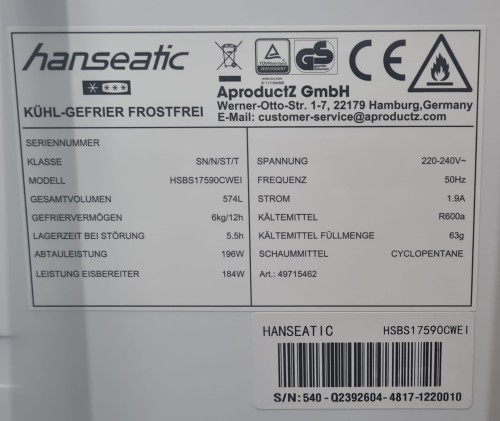 hanseatic
KÜHL-GEFRIER FROSTFREI
AproductZ GmbH
Werner-Otto-Str. 1-7, 22179 Hamburg,Germany
E-Mail: customer-service@aproductz.com
SERIENNUMMER
KLASSE SN/N/ST/T
MODELL HSBS17590CWEI
GESAMTVOLUMEN 574L
GEFRIERVERMÖGEN 6kg/12h
LAGERZEIT BEI STÖRUNG 5.5h
ABTAULEISTUNG 196W
LEISTUNG EISBEREITER 184W
SPANNUNG 220-240V~
FREQUENZ 50Hz
STROM 1.9A
KÄLTEMITTEL R600a
KÄLTEMITTEL FÜLLMENGE 63g
SCHAUMMITTEL CYCLOPENTANE
Art.: 49715462
HANSEATIC HSBS17590CWEI
S/N: 540-Q2392604-4817-1220010